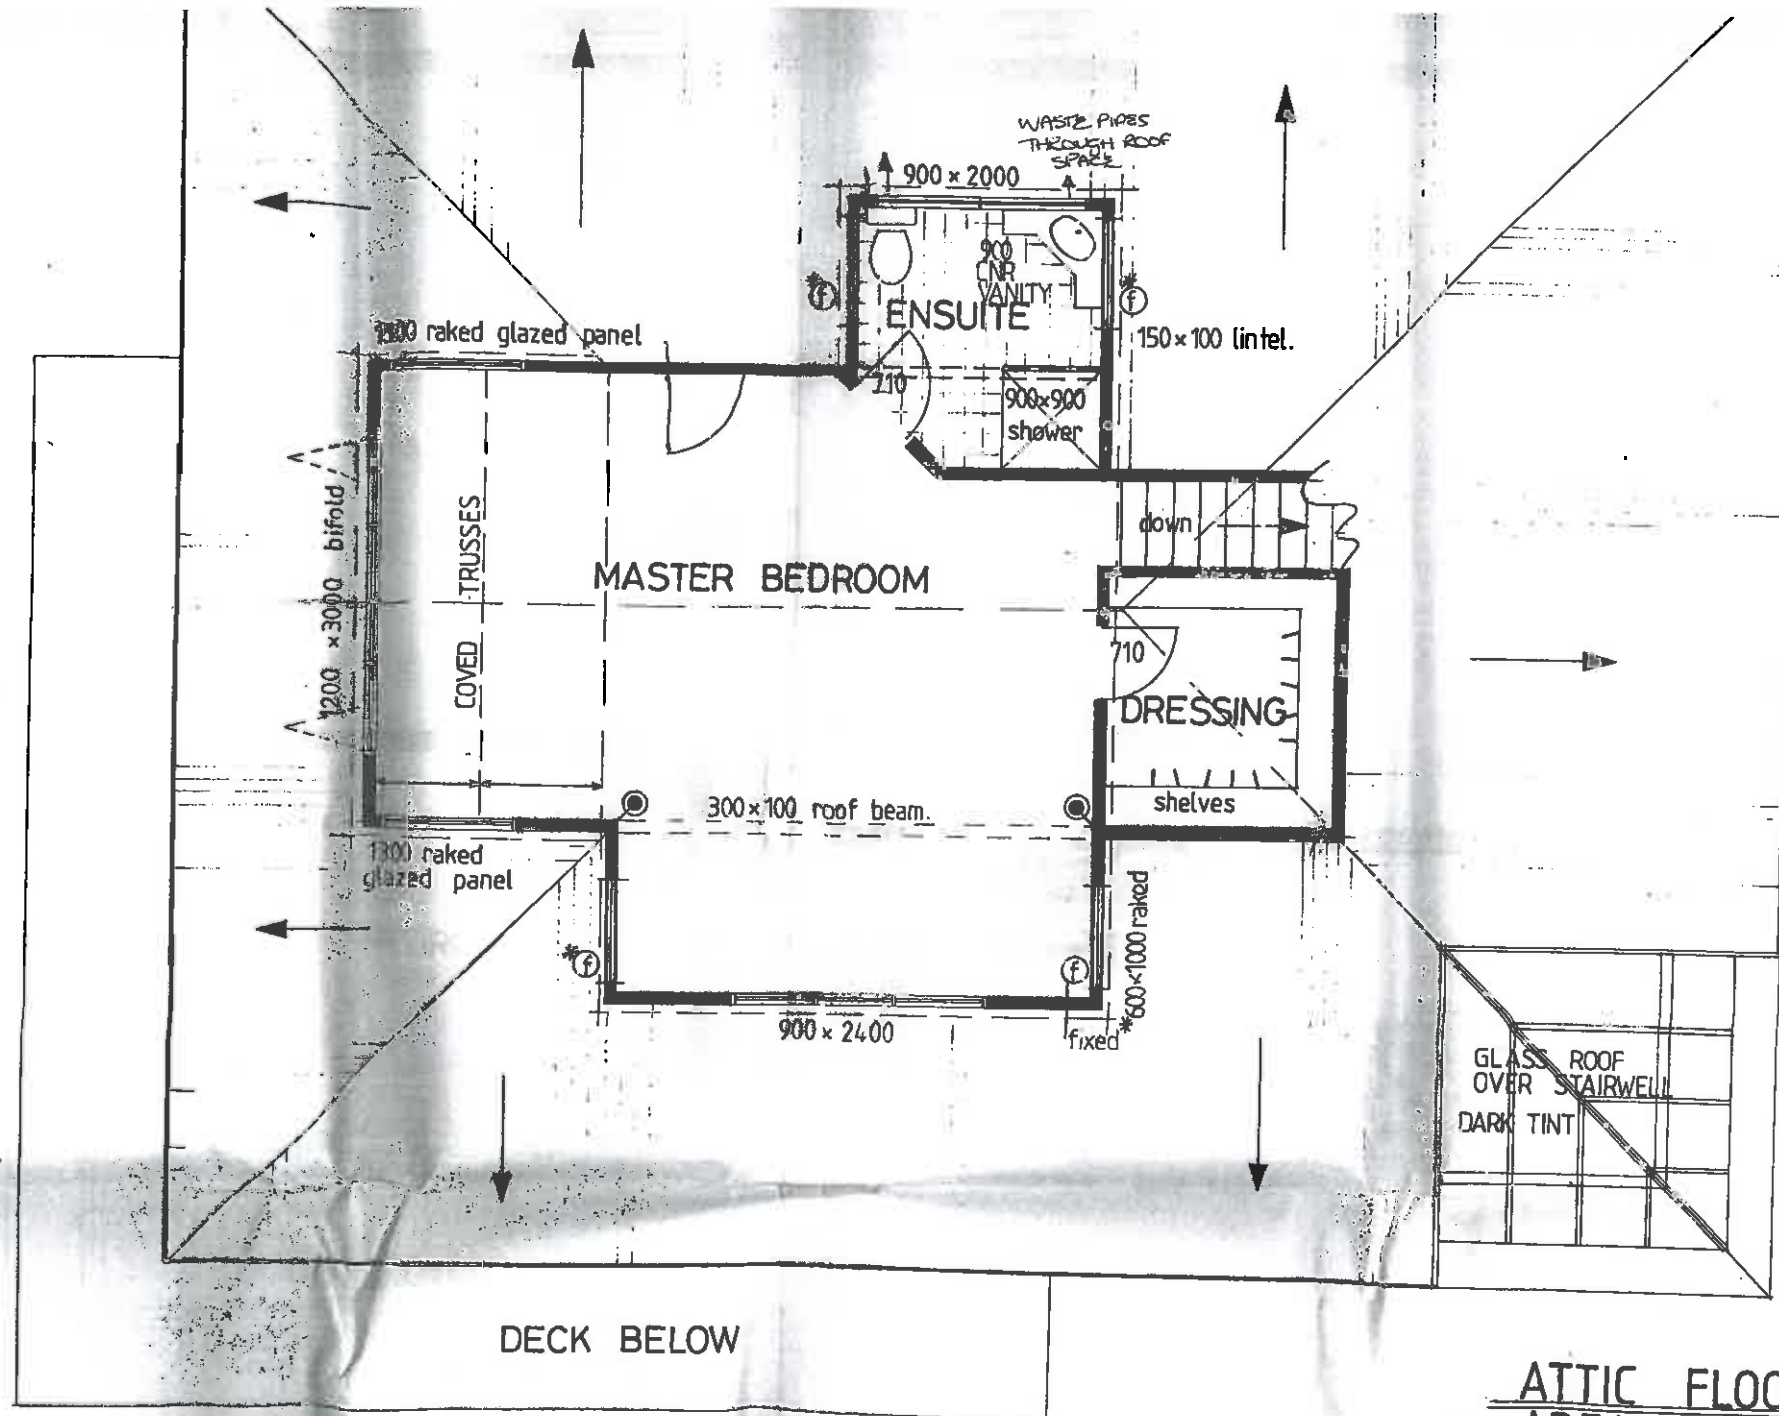 WASTE PIPES
THROUGH ROOF
SPACE
900 × 2000
900
CNR
VANITY
ENSUITE
*f
*f
raked glazed panel
150×100 lintel.
710
900×900
shower
1200 × 3000 bifold
COVED TRUSSES
down
MASTER BEDROOM
710
DRESSING
shelves
300×100 roof beam.
1300 raked
glazed panel
*f
f
*600×1000 raked
fixed
900 × 2400
GLASS ROOF
OVER STAIRWELL
DARK TINT
DECK BELOW
ATTIC